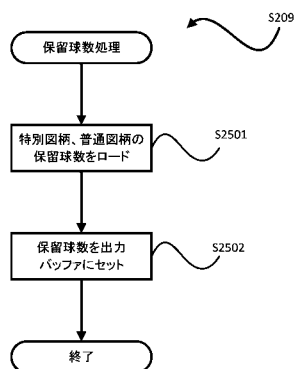 S209
保留球数処理
特別図柄、普通図柄の
保留球数をロード
S2501
保留球数を出力
バッファにセット
S2502
終了